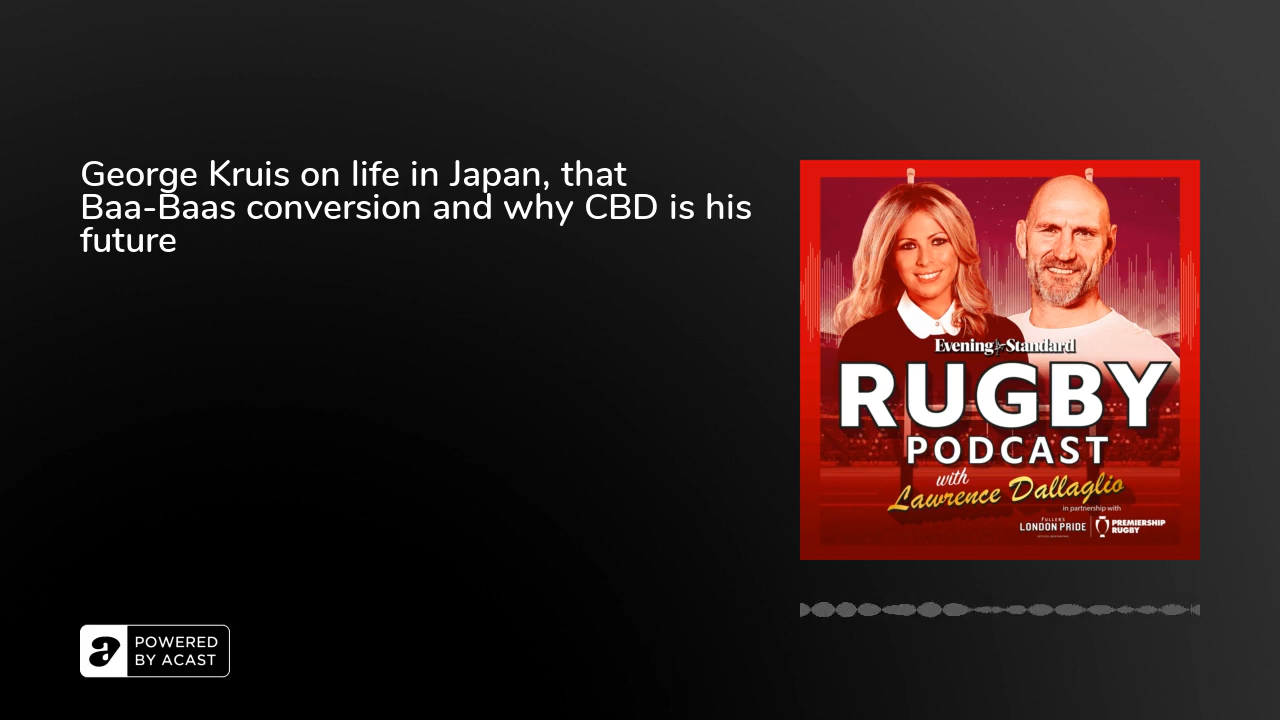 George Kruis on life in Japan, that
Baa-Baas conversion and why CBD is his
future
Evening Standard
RUGBY
PODCAST
with
Lawrence Dallaglio
in partnership with
FULLER'S
LONDON PRIDE
PREMIERSHIP
RUGBY
POWERED
BY ACAST